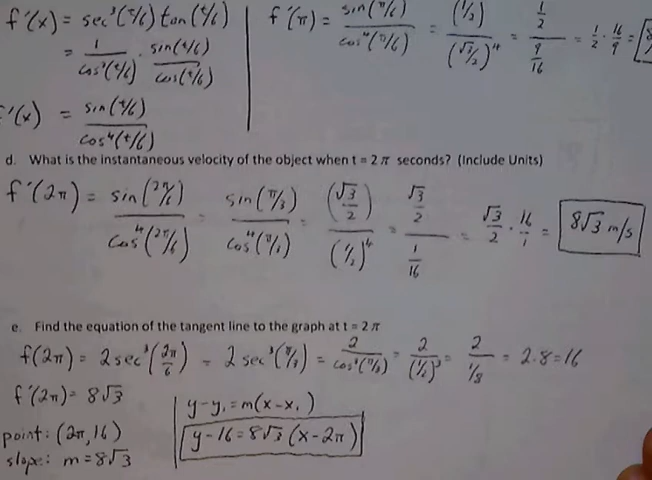 f'(x) = sec³(t/6) tan(t/6)
= 1/cos³(t/6) · sin(t/6)/cos(t/6)
'(x) = sin(t/6)/cos⁴(t/6)
f'(π) = sin(π/6)/cos⁴(π/6) = (1/2)/(√3/2)⁴ = 1/2/9/16 = 1/2 · 16/9 =
d. What is the instantaneous velocity of the object when t = 2π seconds? (Include Units)
f'(2π) = sin(2π/6)/cos⁴(2π/6) = sin(π/3)/cos⁴(π/3) = (√3/2)/(1/2)⁴ = √3/2/1/16 = √3/2 · 16/1 = 8√3 m/s
e. Find the equation of the tangent line to the graph at t = 2π
f(2π) = 2sec³(2π/6) = 2sec³(π/3) = 2/cos³(π/3) = 2/(1/2)³ = 2/1/8 = 2·8=16
f'(2π) = 8√3
point: (2π, 16)
slope: m = 8√3
y-y₁ = m(x-x₁)
y-16 = 8√3 (x-2π)